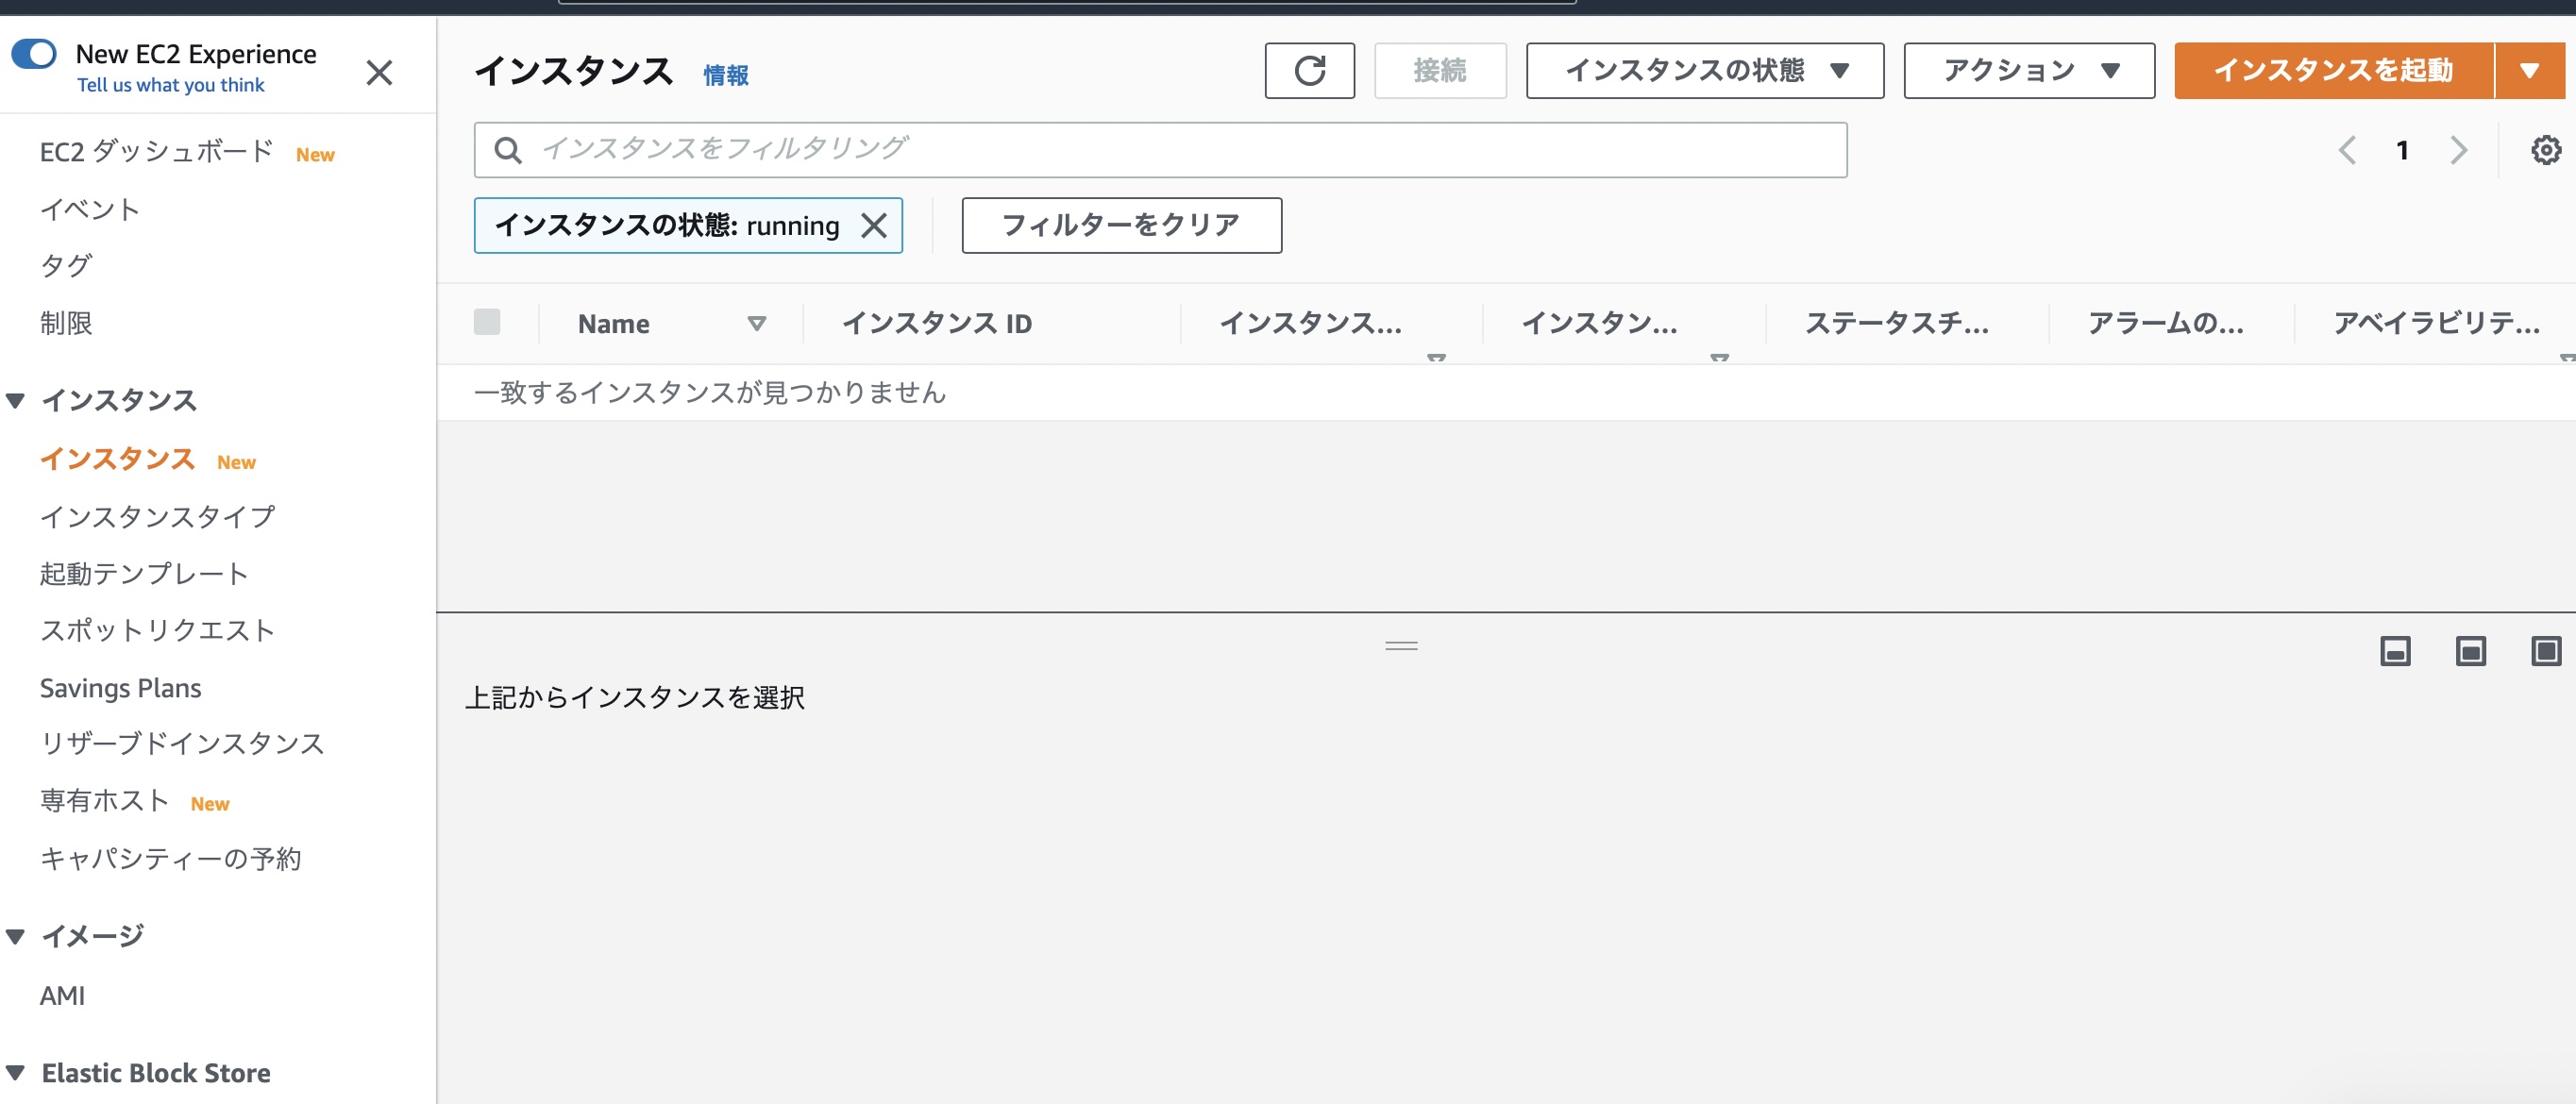 New EC2 Experience
Tell us what you think
EC2 ダッシュボード New
イベント
タグ
制限
インスタンス
インスタンス New
インスタンスタイプ
起動テンプレート
スポットリクエスト
Savings Plans
リザーブドインスタンス
専有ホスト New
キャパシティーの予約
イメージ
AMI
Elastic Block Store
インスタンス 情報
接続
インスタンスの状態
アクション
インスタンスを起動
インスタンスをフィルタリング
1
インスタンスの状態: running
フィルターをクリア
Name インスタンス ID インスタンス... インスタン... ステータスチ... アラームの... アベイラビリテ...
一致するインスタンスが見つかりません
上記からインスタンスを選択